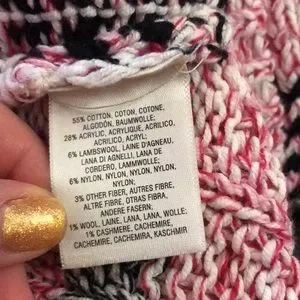 55% COTTON, COTON, COTONE,
ALGODÓN, BAUMWOLLE;
28% ACRYLIC, ACRYLIQUE, ACRILICO,
ACRILICO, ACRYL;
6% LAMBSWOOL, LAINE D'AGNEAU,
LANA DI AGNELLI, LANA DE
CORDERO, LAMMWOLLE;
6% NYLON, NYLON, NYLON, NYLON,
NYLON;
3% OTHER FIBER, AUTRES FIBRE,
ALTRE FIBRE, OTRAS FIBRA,
ANDERE FASERN;
1% WOOL, LAINE, LANA, LANA, WOLLE;
1% CASHMERE, CACHEMIRE,
CACHEMIRE, CACHEMIRA, KASCHMIR